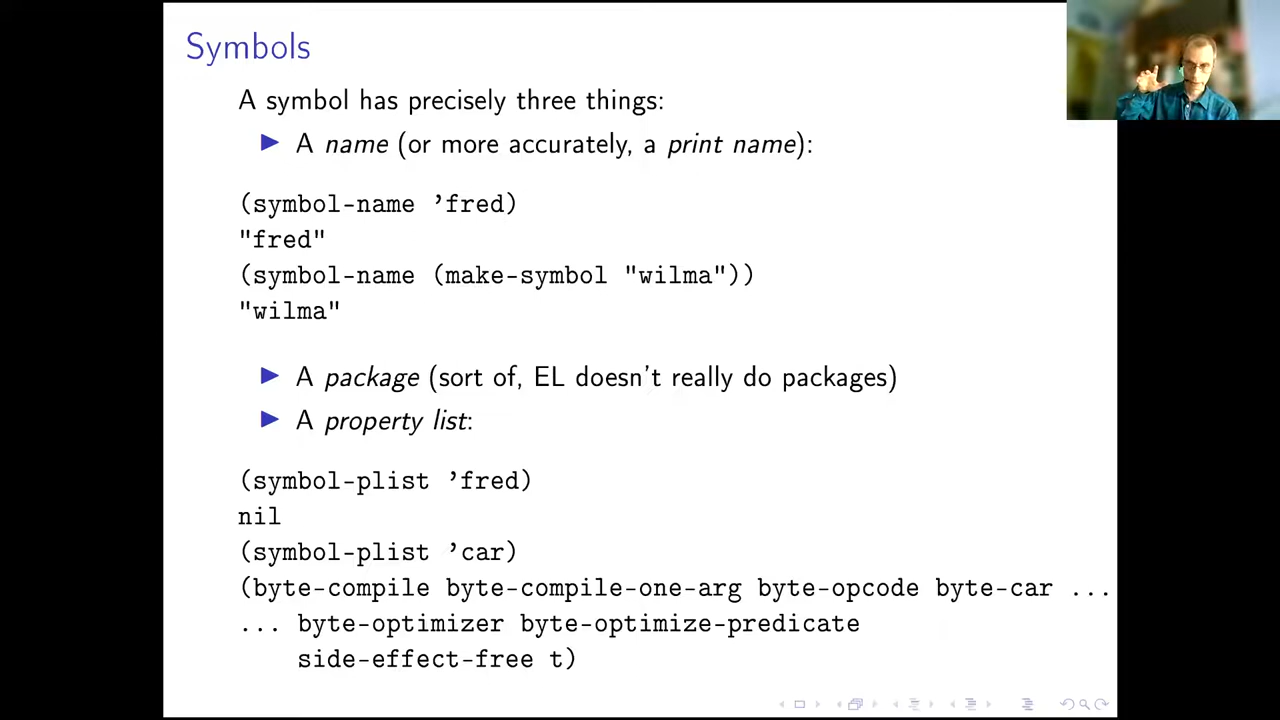 Symbols
A symbol has precisely three things:
▶ A name (or more accurately, a print name):
(symbol-name ’fred)
"fred"
(symbol-name (make-symbol "wilma"))
"wilma"
▶ A package (sort of, EL doesn’t really do packages)
▶ A property list:
(symbol-plist ’fred)
nil
(symbol-plist ’car)
(byte-compile byte-compile-one-arg byte-opcode byte-car ...
... byte-optimizer byte-optimize-predicate
side-effect-free t)